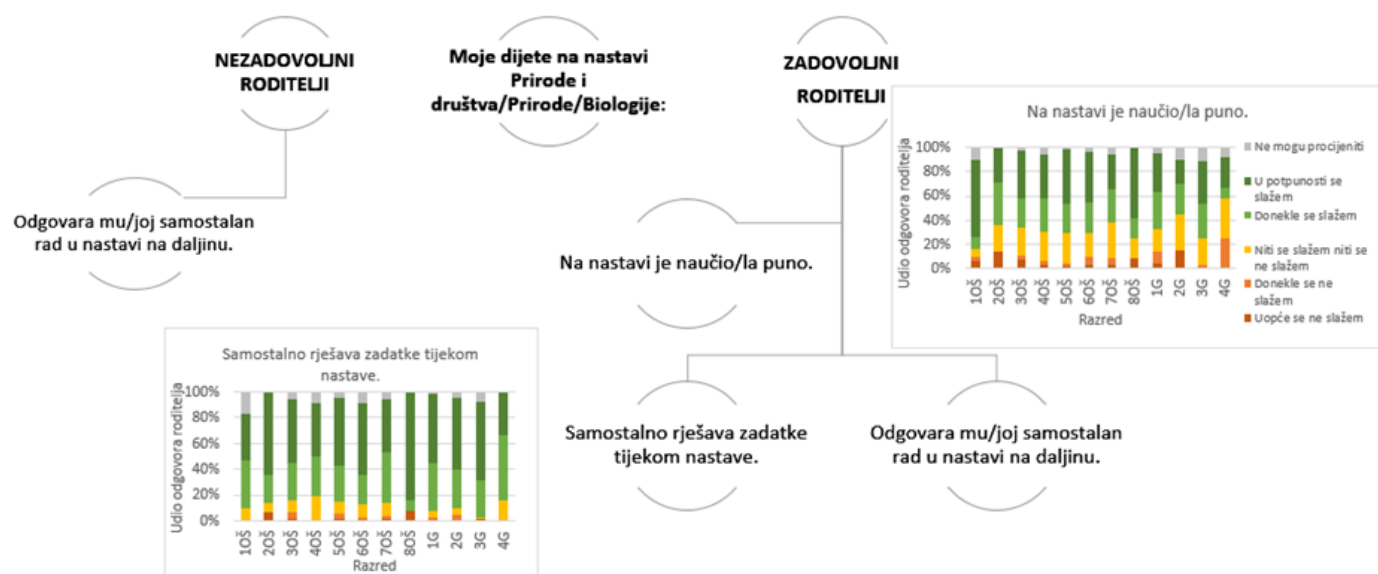 NEZADOVOLJNI
RODITELJI
Moje dijete na nastavi
Prirode i
društva/Prirode/Biologije:
ZADOVOLJNI
RODITELJI
Odgovara mu/joj samostalan
rad u nastavi na daljinu.
Na nastavi je naučio/la puno.
Samostalno rješava zadatke
tijekom nastave.
Odgovara mu/joj samostalan
rad u nastavi na daljinu.
Na nastavi je naučio/la puno.
Udio odgovora roditelja
100%
80%
60%
40%
20%
0%
1OŠ
2OŠ
3OŠ
4OŠ
5OŠ
6OŠ
7OŠ
8OŠ
1G
2G
3G
4G
Razred
Ne mogu procijeniti
U potpunosti se
slažem
Donekle se slažem
Niti se slažem niti se
ne slažem
Donekle se ne
slažem
Uopće se ne slažem
Samostalno rješava zadatke tijekom
nastave.
Udio odgovora roditelja
100%
80%
60%
40%
20%
0%
1OŠ
2OŠ
3OŠ
4OŠ
5OŠ
6OŠ
7OŠ
8OŠ
1G
2G
3G
4G
Razred